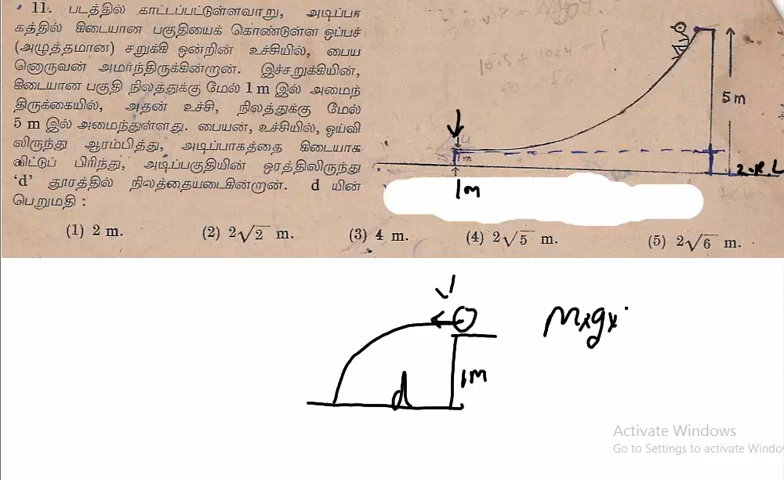 11. படத்தில் காட்டப்பட்டுள்ளவாறு, அடிப்பா
கத்தில் கிடையான பகுதியைக் கொண்டுள்ள ஒப்பச்
(அழுத்தமான) சறுக்கி ஒன்றின் உச்சியில், பைய
னொருவன் அமர்ந்திருக்கின்றான். இச்சறுக்கியின்,
கிடையான பகுதி நிலத்துக்கு மேல் 1 m இல் அமைந்
திருக்கையில், அதன் உச்சி, நிலத்துக்கு மேல்
5 m இல் அமைந்துள்ளது. பையன், உச்சியில், ஓய்வி
லிருந்து ஆரம்பித்து, அடிப்பாகத்தை கிடையாக
விட்டுப் பிரிந்து, அடிப்பகுதியின் ஓரத்திலிருந்து
'd' தூரத்தில் நிலத்தையடைகின்றான். d யின்
பெறுமதி :
5 m
1m
(1) 2 m.
(2) 2√2 m.
(3) 4 m.
(4) 2√5 m.
(5) 2√6 m.
V
1M
d
Mxgx
Activate Windows
Go to Settings to activate Windo